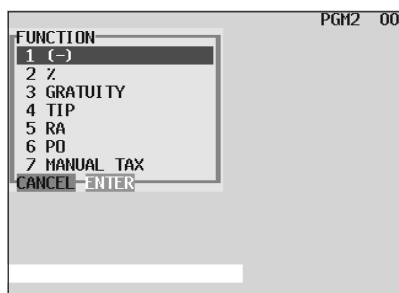 PGM2 00
FUNCTION
1 (-)
2 %
3 GRATUITY
4 TIP
5 RA
6 PO
7 MANUAL TAX
CANCEL ENTER